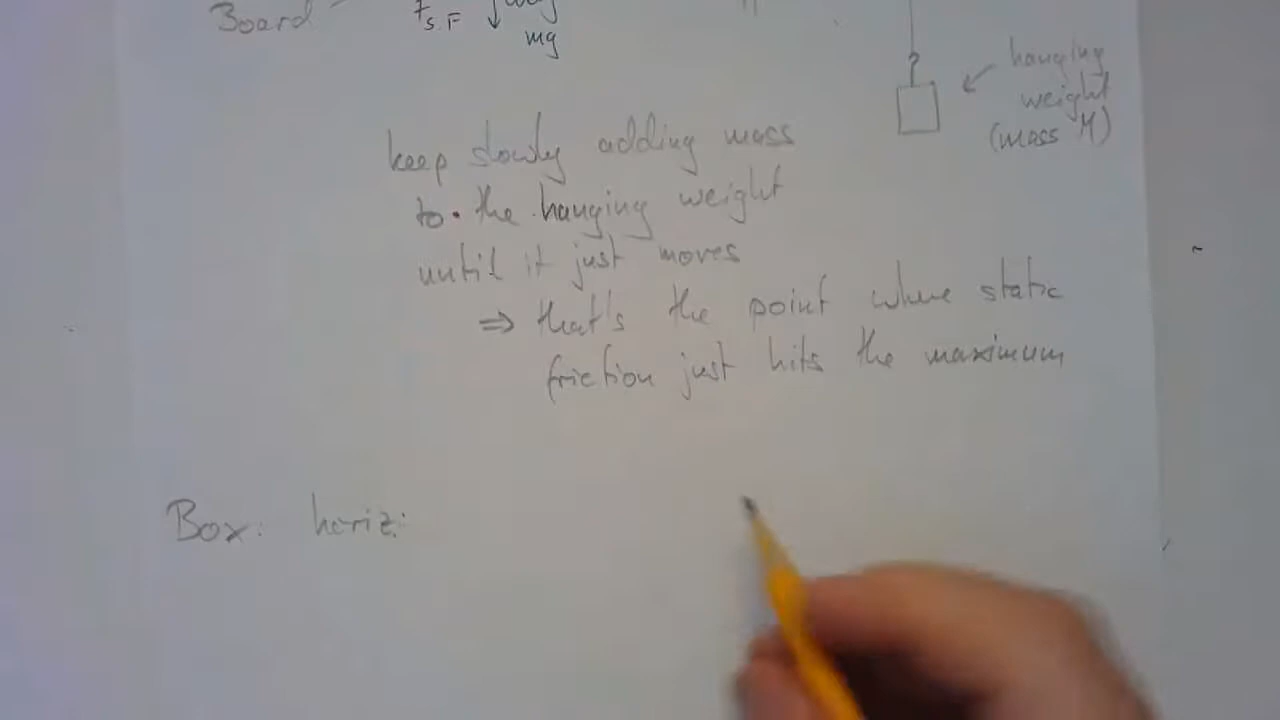 Board
F S.F
mg
hanging
weight
(mass M)
keep slowly adding mass
to the hanging weight
until it just moves
⇒ that's the point where static
friction just hits the maximum
Box: horiz: